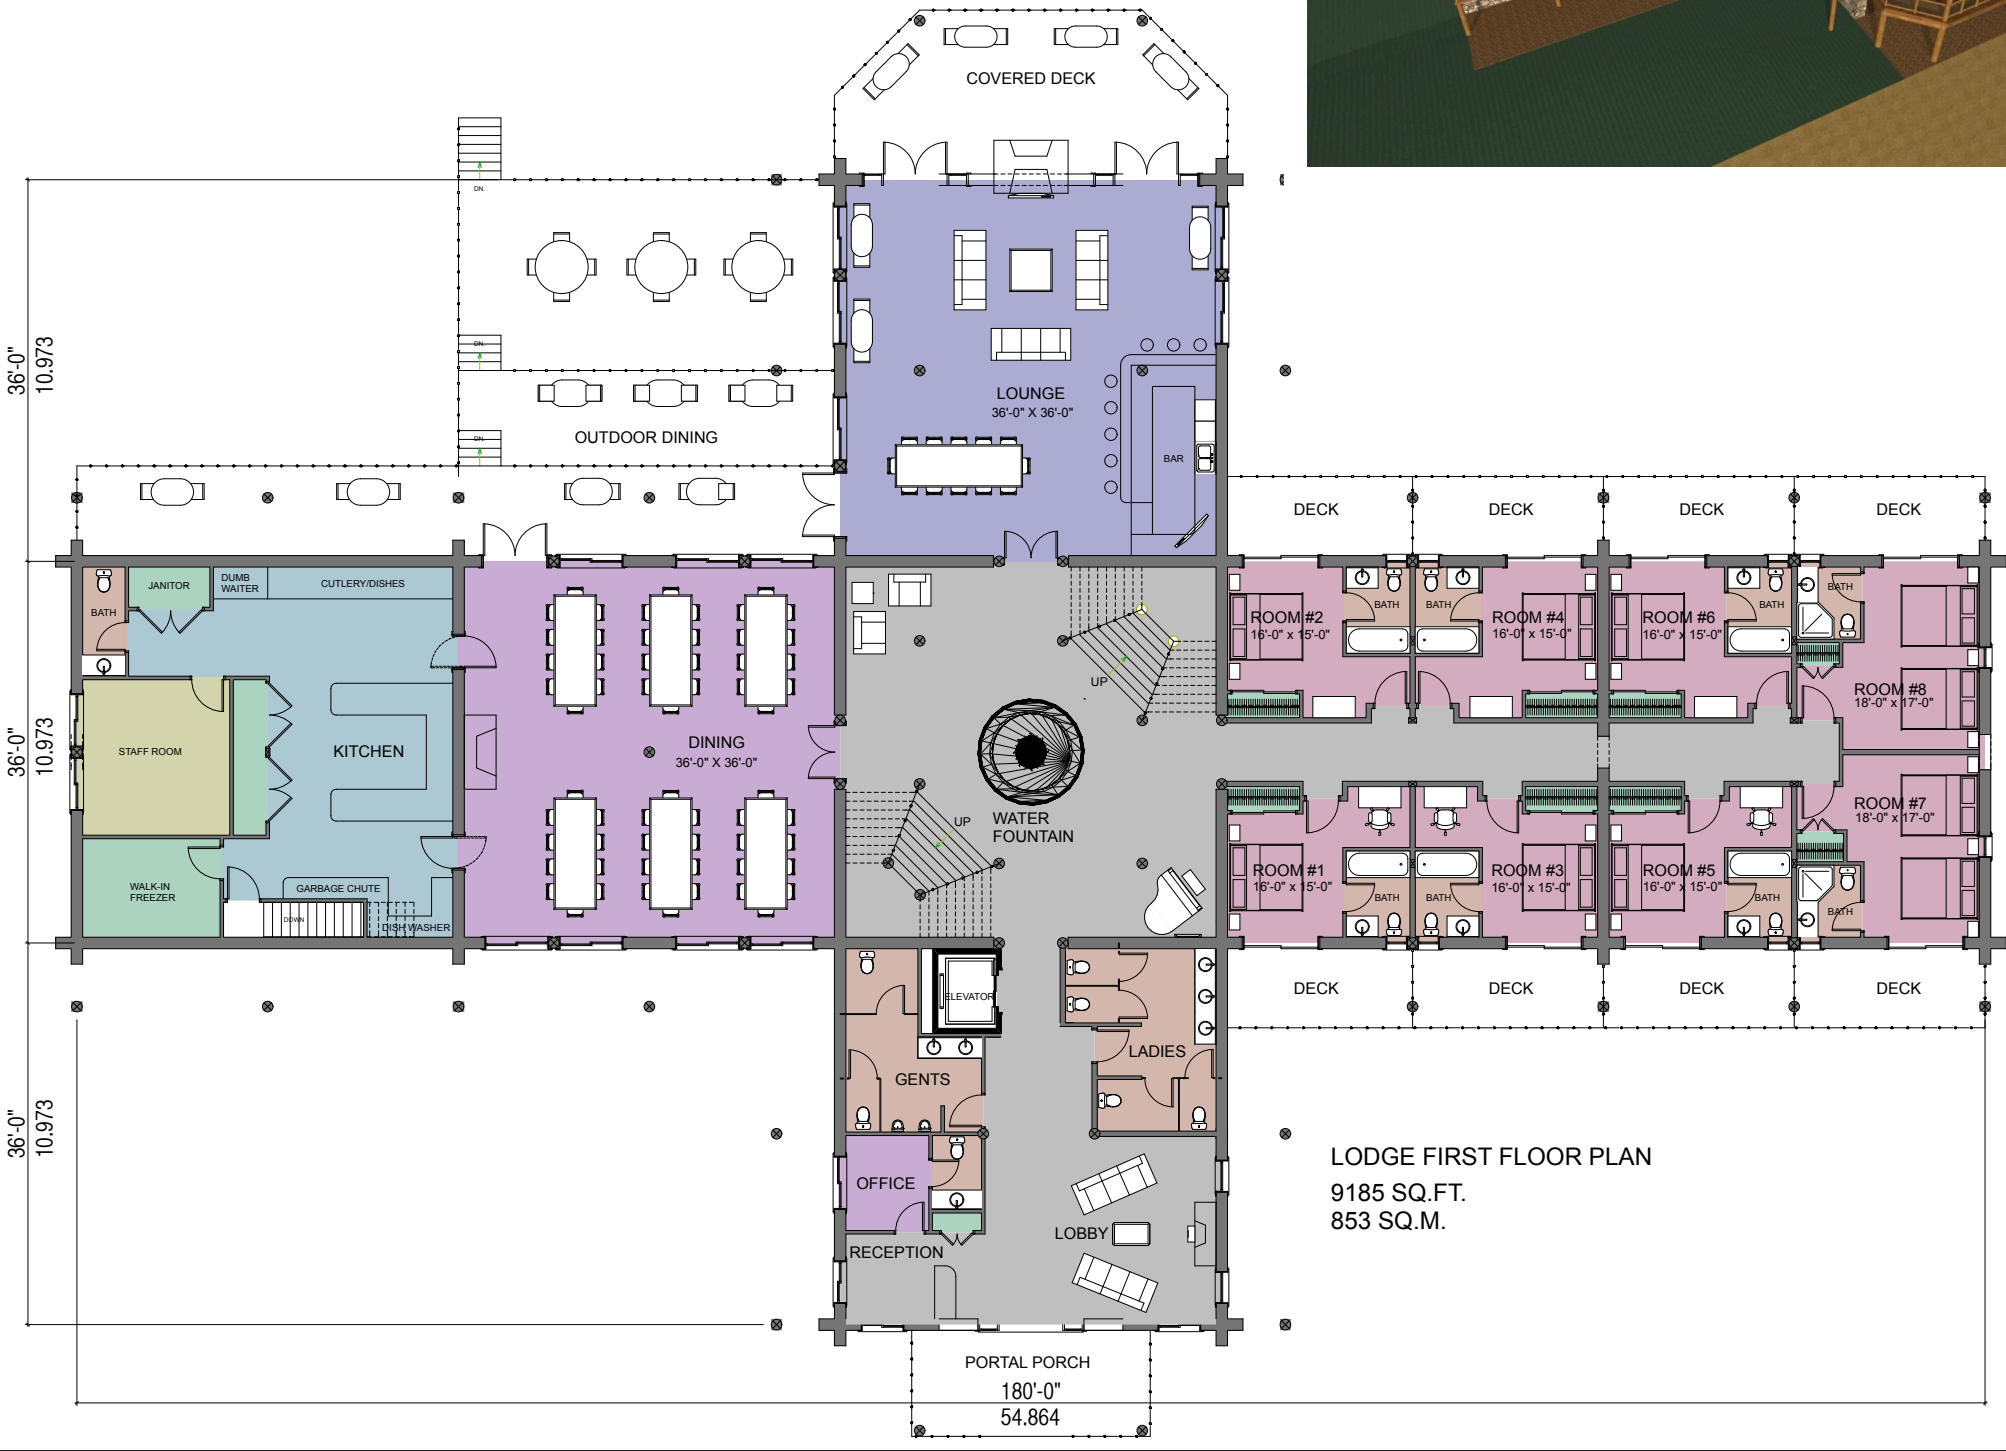 COVERED DECK
DN.
36'-0"
10.973
DN.
LOUNGE
36'-0" X 36'-0"
DN.
OUTDOOR DINING
BAR
DECK
DECK
DECK
DECK
JANITOR
DUMB
WAITER
CUTLERY/DISHES
BATH
ROOM #2
16'-0" x 15'-0"
BATH
BATH
ROOM #4
16'-0" x 15'-0"
ROOM #6
16'-0" x 15'-0"
BATH
BATH
UP
ROOM #8
18'-0" x 17'-0"
36'-0"
10.973
STAFF ROOM
KITCHEN
DINING
36'-0" X 36'-0"
UP
WATER
FOUNTAIN
ROOM #7
18'-0" x 17'-0"
WALK-IN
FREEZER
GARBAGE CHUTE
DOWN
DISH WASHER
ROOM #1
16'-0" x 15'-0"
BATH
BATH
ROOM #3
16'-0" x 15'-0"
ROOM #5
16'-0" x 15'-0"
BATH
BATH
ELEVATOR
DECK
DECK
DECK
DECK
LADIES
GENTS
36'-0"
10.973
OFFICE
LOBBY
RECEPTION
LODGE FIRST FLOOR PLAN
9185 SQ.FT.
853 SQ.M.
PORTAL PORCH
180'-0"
54.864